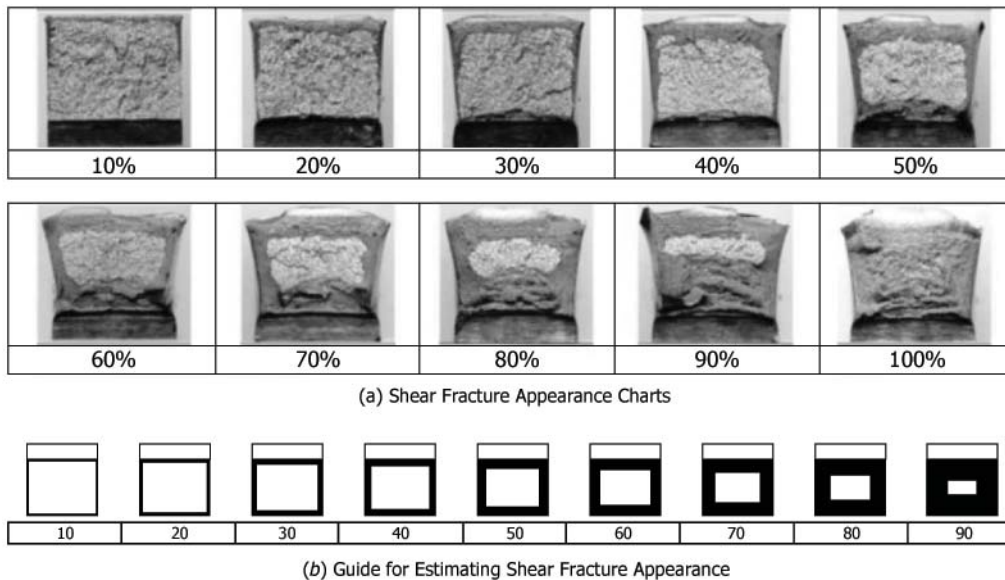 10% 20% 30% 40% 50%
60% 70% 80% 90% 100%
(a) Shear Fracture Appearance Charts
10 20 30 40 50 60 70 80 90
(b) Guide for Estimating Shear Fracture Appearance